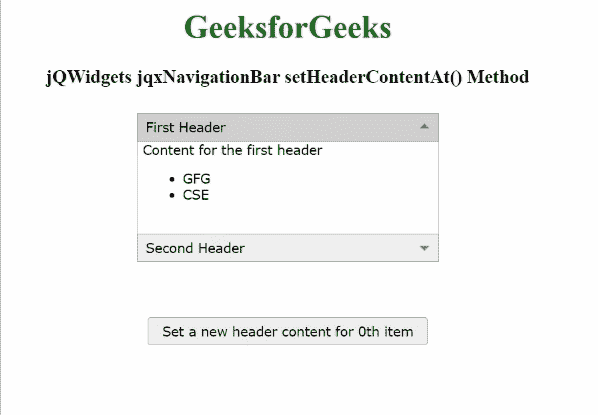 GeeksforGeeks
jQWidgets jqxNavigationBar setHeaderContentAt() Method
First Header
Content for the first header
GFG
CSE
Second Header
Set a new header content for 0th item